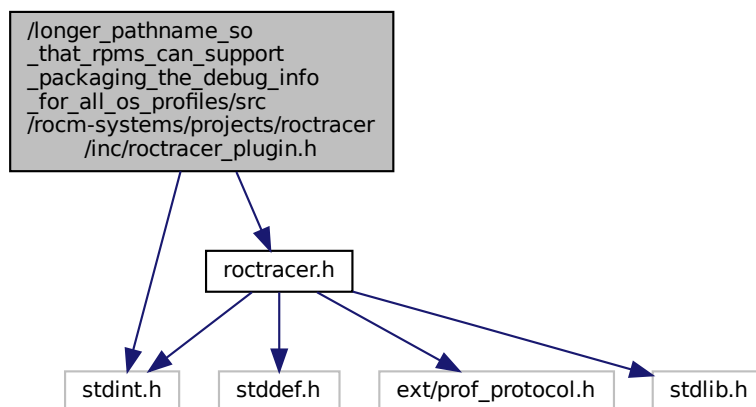 /longer_pathname_so
_that_rpms_can_support
_packaging_the_debug_info
_for_all_os_profiles/src
/rocm-systems/projects/roctracer
/inc/roctracer_plugin.h
roctracer.h
stdint.h
stddef.h
ext/prof_protocol.h
stdlib.h